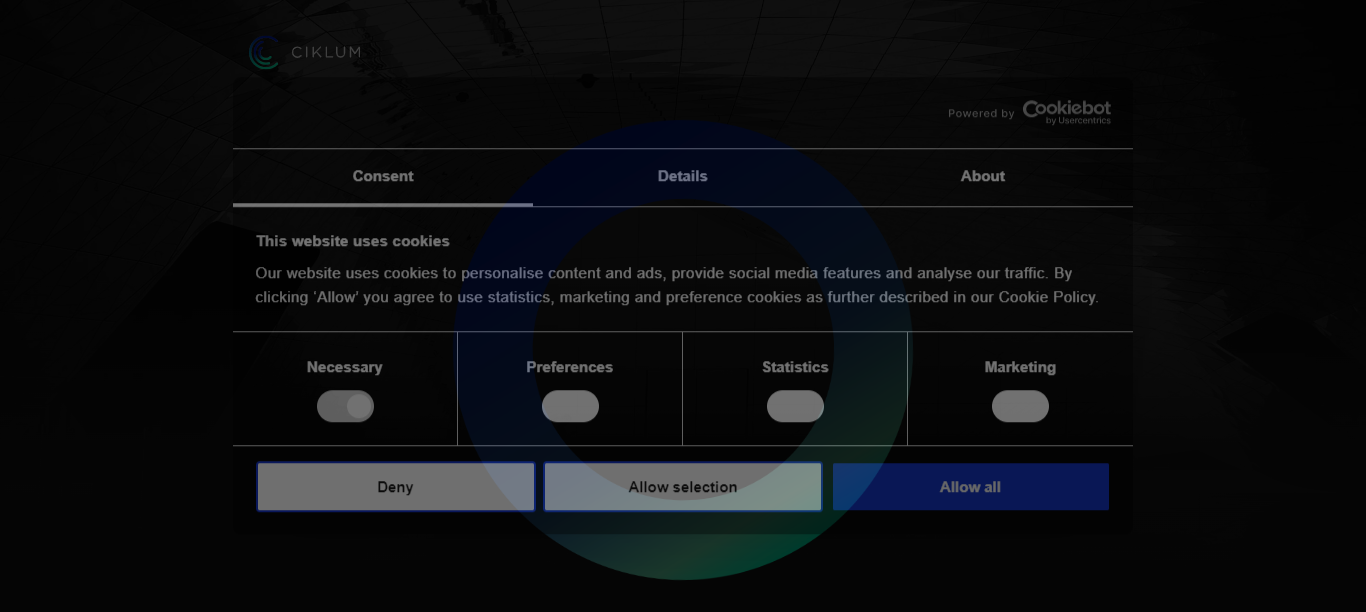 CIKLUM
Powered by Cookiebot
by Usercentrics
Consent Details About
This website uses cookies
Our website uses cookies to personalise content and ads, provide social media features and analyse our traffic. By
clicking 'Allow' you agree to use statistics, marketing and preference cookies as further described in our Cookie Policy.
Necessary Preferences Statistics Marketing
Deny Allow selection Allow all